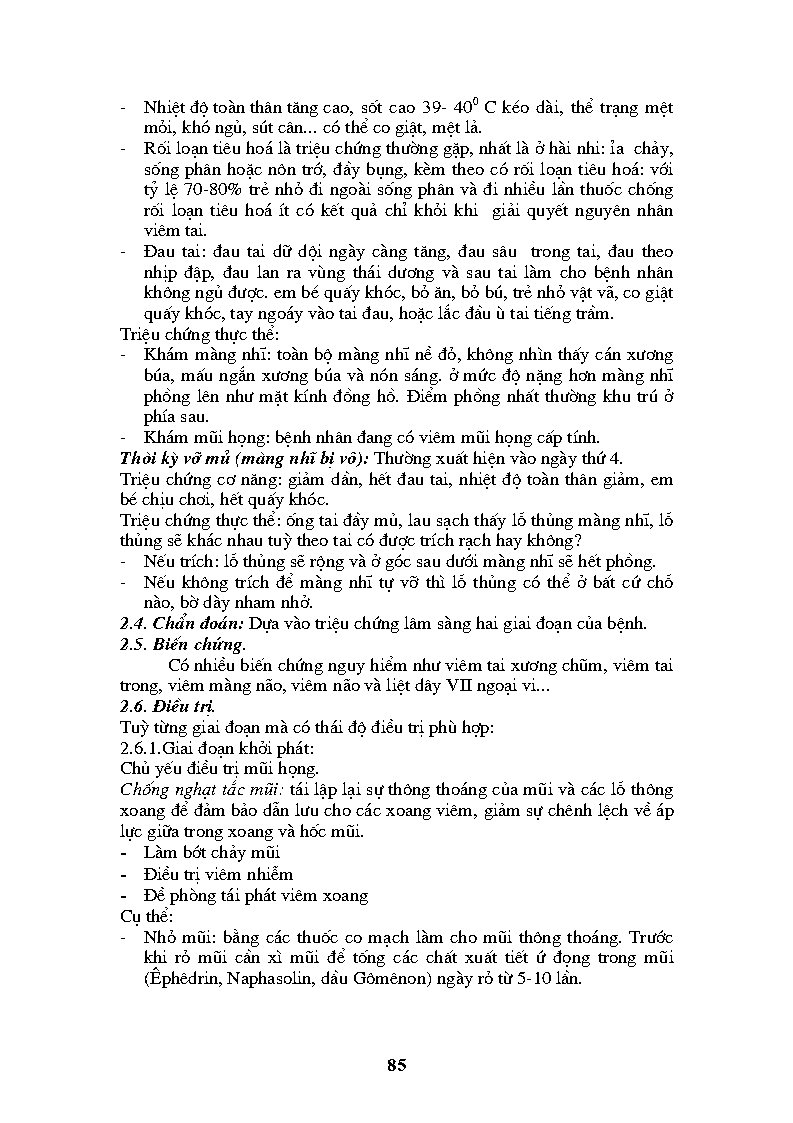 - Nhiệt độ toàn thân tăng cao, sốt cao 39- 40⁰ C kéo dài, thể trạng mệt
mỏi, khó ngủ, sút cân... có thể co giật, mệt lả.
- Rối loạn tiêu hoá là triệu chứng thường gặp, nhất là ở hài nhi: ỉa chảy,
sống phân hoặc nôn trớ, đầy bụng, kèm theo có rối loạn tiêu hoá: với
tỷ lệ 70-80% trẻ nhỏ đi ngoài sống phân và đi nhiều lần thuốc chống
rối loạn tiêu hoá ít có kết quả chỉ khỏi khi giải quyết nguyên nhân
viêm tai.
- Đau tai: đau tai dữ dội ngày càng tăng, đau sâu trong tai, đau theo
nhịp đập, đau lan ra vùng thái dương và sau tai làm cho bệnh nhân
không ngủ được. em bé quấy khóc, bỏ ăn, bỏ bú, trẻ nhỏ vật vã, co giật
quấy khóc, tay ngoáy vào tai đau, hoặc lắc đầu ù tai tiếng trầm.
Triệu chứng thực thể:
- Khám màng nhĩ: toàn bộ màng nhĩ nề đỏ, không nhìn thấy cán xương
búa, mấu ngắn xương búa và nón sáng. ở mức độ nặng hơn màng nhĩ
phồng lên như mặt kính đồng hồ. Điểm phồng nhất thường khu trú ở
phía sau.
- Khám mũi họng: bệnh nhân đang có viêm mũi họng cấp tính.
Thời kỳ vỡ mủ (màng nhĩ bị vỡ): Thường xuất hiện vào ngày thứ 4.
Triệu chứng cơ năng: giảm dần, hết đau tai, nhiệt độ toàn thân giảm, em
bé chịu chơi, hết quấy khóc.
Triệu chứng thực thể: ống tai đầy mủ, lau sạch thấy lỗ thủng màng nhĩ, lỗ
thủng sẽ khác nhau tuỳ theo tai có được trích rạch hay không?
- Nếu trích: lỗ thủng sẽ rộng và ở góc sau dưới màng nhĩ sẽ hết phồng.
- Nếu không trích để màng nhĩ tự vỡ thì lỗ thủng có thể ở bất cứ chỗ
nào, bờ dày nham nhở.
2.4. Chẩn đoán: Dựa vào triệu chứng lâm sàng hai giai đoạn của bệnh.
2.5. Biến chứng.
Có nhiều biến chứng nguy hiểm như viêm tai xương chũm, viêm tai
trong, viêm màng não, viêm não và liệt dây VII ngoại vi...
2.6. Điều trị.
Tuỳ từng giai đoạn mà có thái độ điều trị phù hợp:
2.6.1.Giai đoạn khởi phát:
Chủ yếu điều trị mũi họng.
Chống nghạt tắc mũi: tái lập lại sự thông thoáng của mũi và các lỗ thông
xoang để đảm bảo dẫn lưu cho các xoang viêm, giảm sự chênh lệch về áp
lực giữa trong xoang và hốc mũi.
- Làm bớt chảy mũi
- Điều trị viêm nhiễm
- Đề phòng tái phát viêm xoang
Cụ thể:
- Nhỏ mũi: bằng các thuốc co mạch làm cho mũi thông thoáng. Trước
khi rỏ mũi cần xì mũi để tống các chất xuất tiết ứ đọng trong mũi
(Êphêdrin, Naphasolin, dầu Gômênon) ngày rỏ từ 5-10 lần.
85